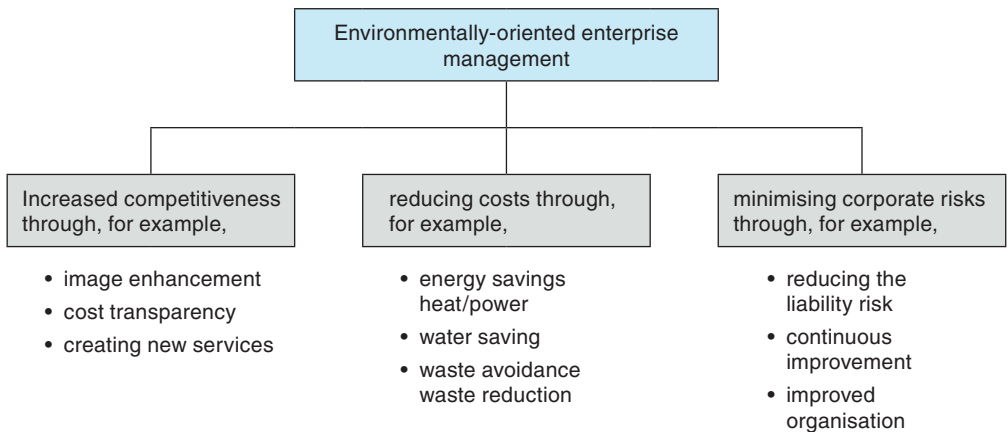 Environmentally-oriented enterprise
management
Increased competitiveness
through, for example,
• image enhancement
• cost transparency
• creating new services
reducing costs through,
for example,
• energy savings
heat/power
• water saving
• waste avoidance
waste reduction
minimising corporate risks
through, for example,
• reducing the
liability risk
• continuous
improvement
• improved
organisation